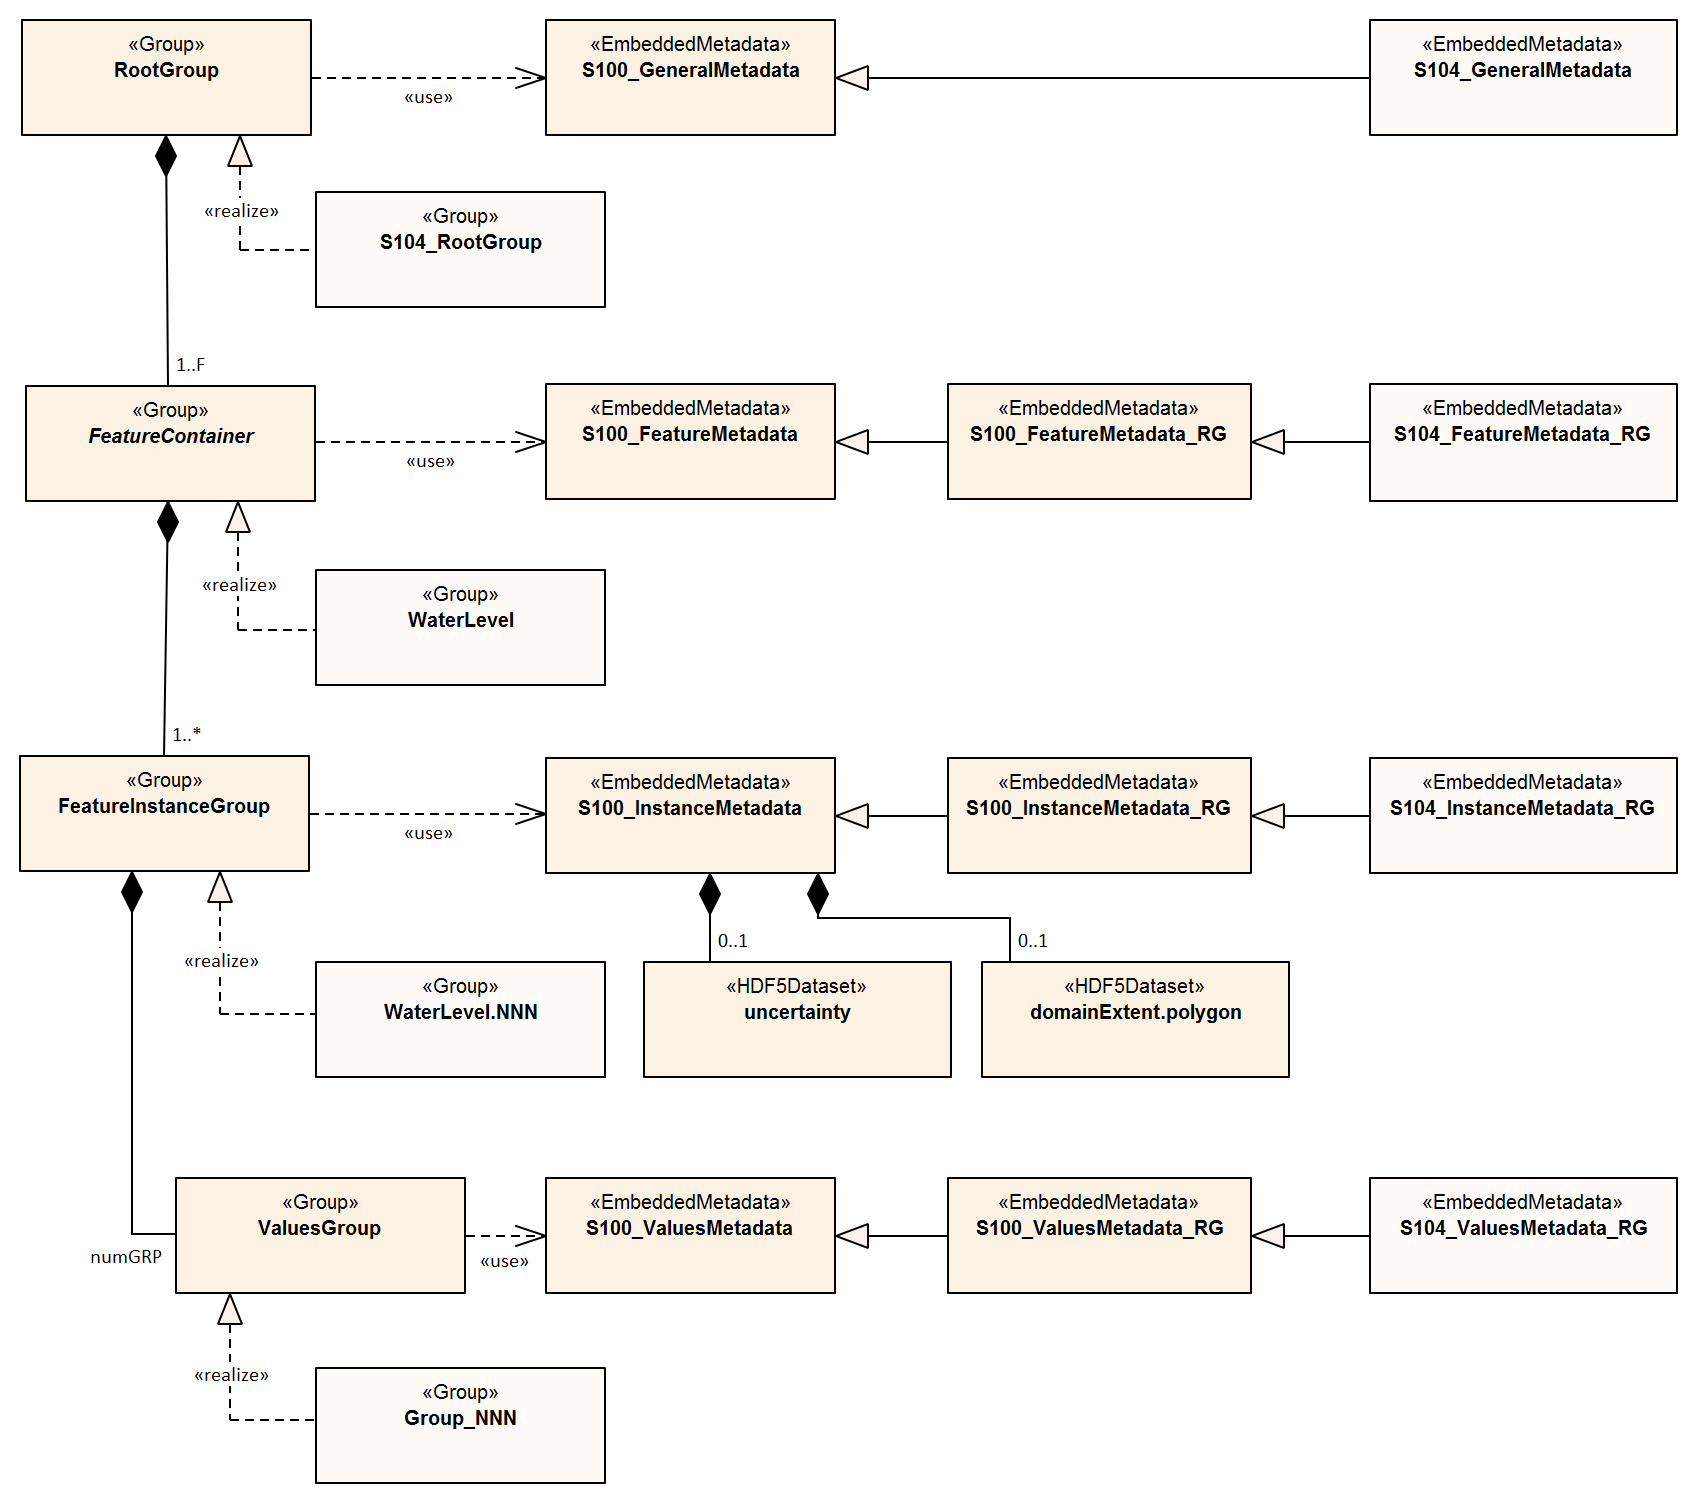 «Group»
RootGroup
«use»
«EmbeddedMetadata»
S100_GeneralMetadata
«EmbeddedMetadata»
S104_GeneralMetadata
«realize»
«Group»
S104_RootGroup
1..F
«Group»
FeatureContainer
«use»
«EmbeddedMetadata»
S100_FeatureMetadata
«EmbeddedMetadata»
S100_FeatureMetadata_RG
«EmbeddedMetadata»
S104_FeatureMetadata_RG
«realize»
«Group»
WaterLevel
1..*
«Group»
FeatureInstanceGroup
«use»
«EmbeddedMetadata»
S100_InstanceMetadata
«EmbeddedMetadata»
S100_InstanceMetadata_RG
«EmbeddedMetadata»
S104_InstanceMetadata_RG
0..1
0..1
«realize»
«Group»
WaterLevel.NNN
«HDF5Dataset»
uncertainty
«HDF5Dataset»
domainExtent.polygon
numGRP
«Group»
ValuesGroup
«use»
«EmbeddedMetadata»
S100_ValuesMetadata
«EmbeddedMetadata»
S100_ValuesMetadata_RG
«EmbeddedMetadata»
S104_ValuesMetadata_RG
«realize»
«Group»
Group_NNN